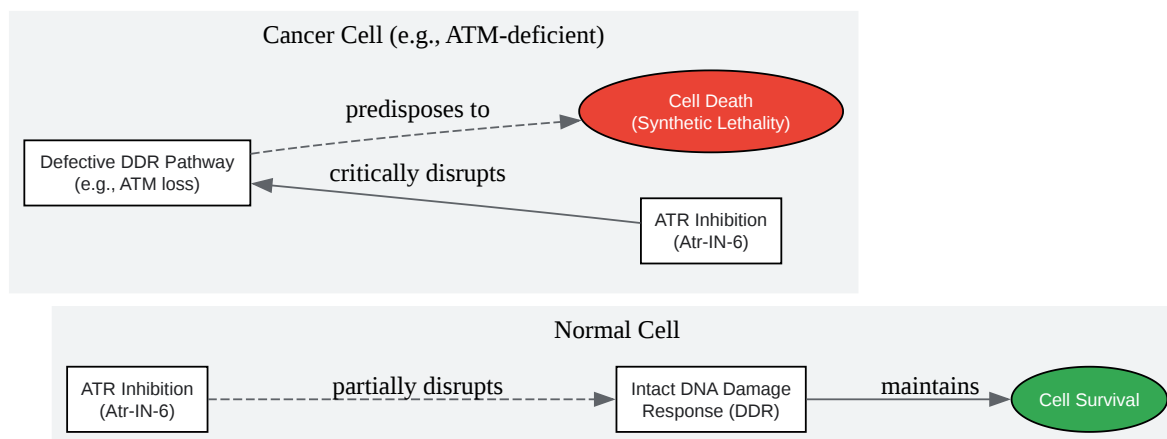 Cancer Cell (e.g., ATM-deficient)
Cell Death
(Synthetic Lethality)
predisposes to
Defective DDR Pathway
(e.g., ATM loss)
critically disrupts
ATR Inhibition
(Atr-IN-6)
Normal Cell
ATR Inhibition
(Atr-IN-6)
partially disrupts
Intact DNA Damage
Response (DDR)
maintains
Cell Survival